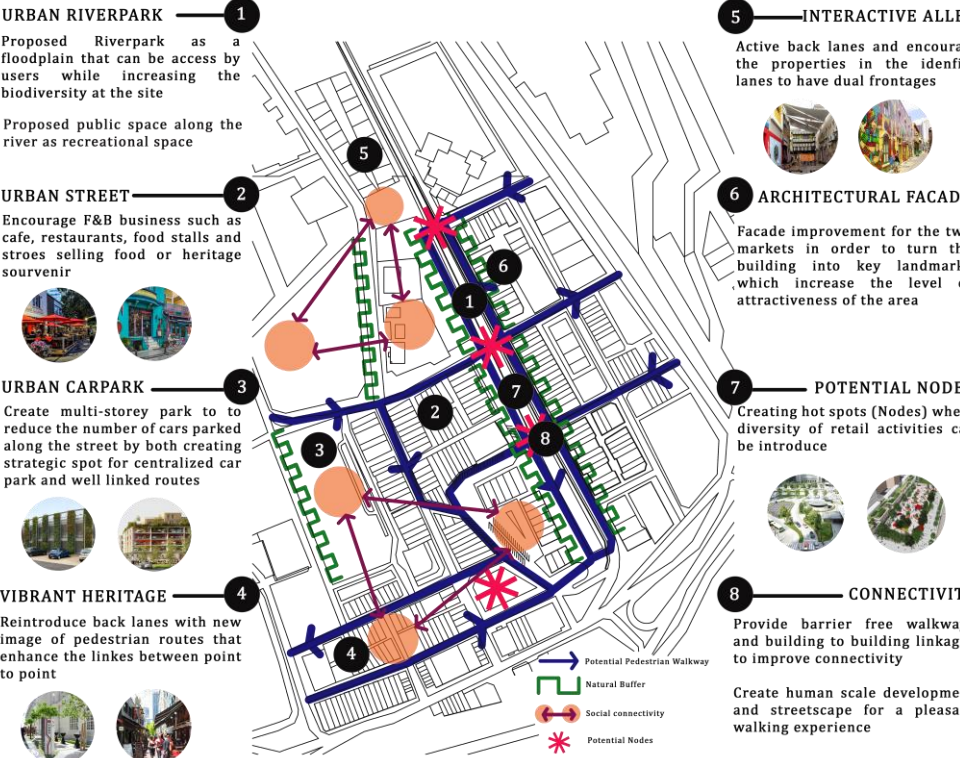 URBAN RIVERPARK 1
Proposed Riverpark as a
floodplain that can be access by
users while increasing the
biodiversity at the site
Proposed public space along the
river as recreational space
URBAN STREET 2
Encourage F&B business such as
cafe, restaurants, food stalls and
stroes selling food or heritage
sourvenir
URBAN CARPARK 3
Create multi-storey park to to
reduce the number of cars parked
along the street by both creating
strategic spot for centralized car
park and well linked routes
VIBRANT HERITAGE 4
Reintroduce back lanes with new
image of pedestrian routes that
enhance the linkes between point
to point
5
6
1
7
2
8
3
4
Potential Pedestrian Walkway
Natural Buffer
Social connectivity
Potential Nodes
5 INTERACTIVE ALLE
Active back lanes and encoura
the properties in the idenfi
lanes to have dual frontages
6 ARCHITECTURAL FACAD
Facade improvement for the tw
markets in order to turn th
building into key landmark
which increase the level o
attractiveness of the area
7 POTENTIAL NODE
Creating hot spots (Nodes) whe
diversity of retail activities ca
be introduce
8 CONNECTIVIT
Provide barrier free walkwa
and building to building linkag
to improve connectivity
Create human scale developme
and streetscape for a pleasa
walking experience